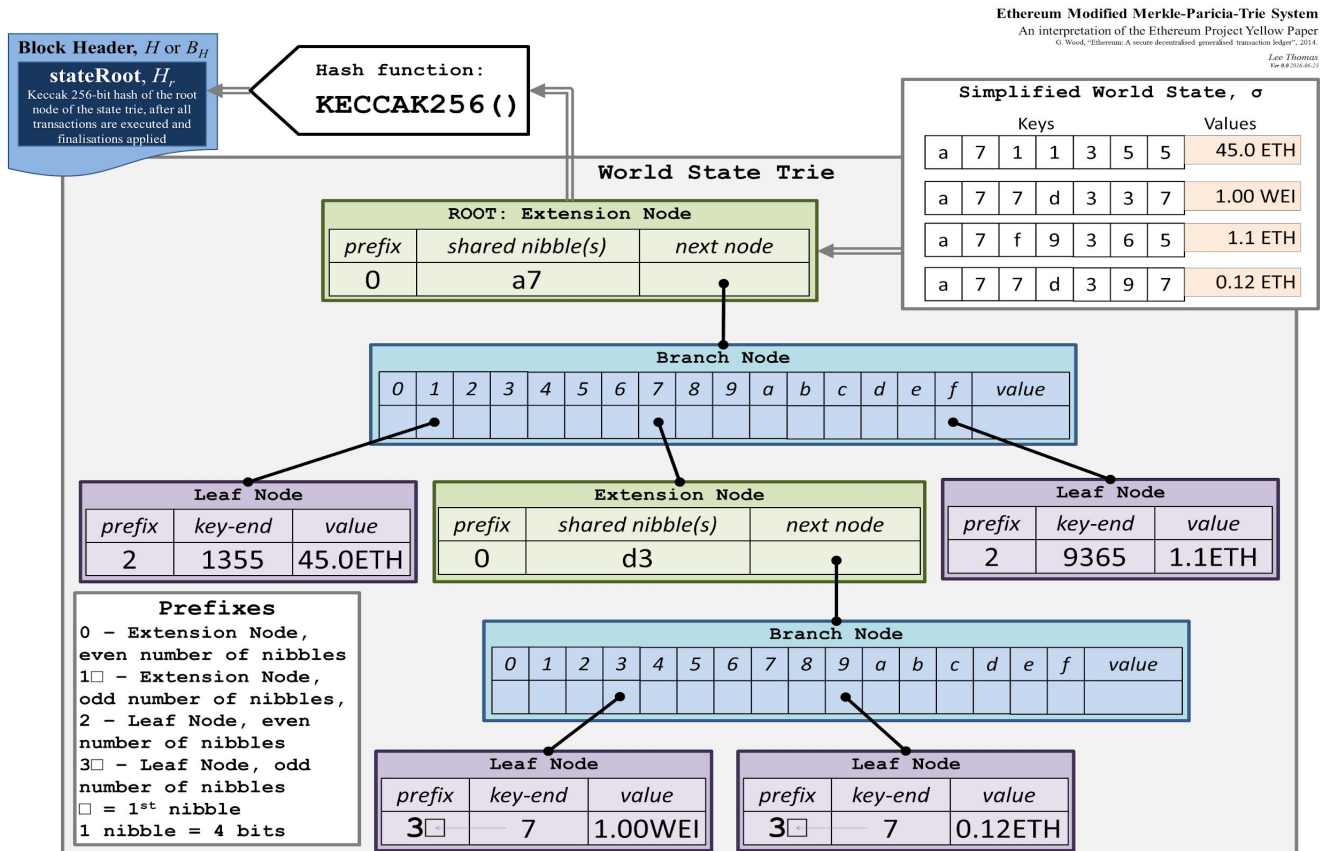 Ethereum Modified Merkle-Paricia-Trie System
An interpretation of the Ethereum Project Yellow Paper
G. Wood, "Ethereum: A secure decentralised generalised transaction ledger", 2014.
Lee Thomas
Ver 0.0 2016-06-23
Block Header, H or B_H
stateRoot, H_r
Keccak 256-bit hash of the root
node of the state trie, after all
transactions are executed and
finalisations applied
Hash function:
KECCAK256()
Simplified World State, σ
Keys Values
a 7 1 1 3 5 5 45.0 ETH
a 7 7 d 3 3 7 1.00 WEI
a 7 f 9 3 6 5 1.1 ETH
a 7 7 d 3 9 7 0.12 ETH
World State Trie
ROOT: Extension Node
prefix shared nibble(s) next node
0 a7
Branch Node
0 1 2 3 4 5 6 7 8 9 a b c d e f value
Leaf Node
prefix key-end value
2 1355 45.0ETH
Extension Node
prefix shared nibble(s) next node
0 d3
Leaf Node
prefix key-end value
2 9365 1.1ETH
Prefixes
0 – Extension Node,
even number of nibbles
1□ – Extension Node,
odd number of nibbles,
2 – Leaf Node, even
number of nibbles
3□ – Leaf Node, odd
number of nibbles
□ = 1st nibble
1 nibble = 4 bits
Branch Node
0 1 2 3 4 5 6 7 8 9 a b c d e f value
Leaf Node
prefix key-end value
3□ 7 1.00WEI
Leaf Node
prefix key-end value
3□ 7 0.12ETH